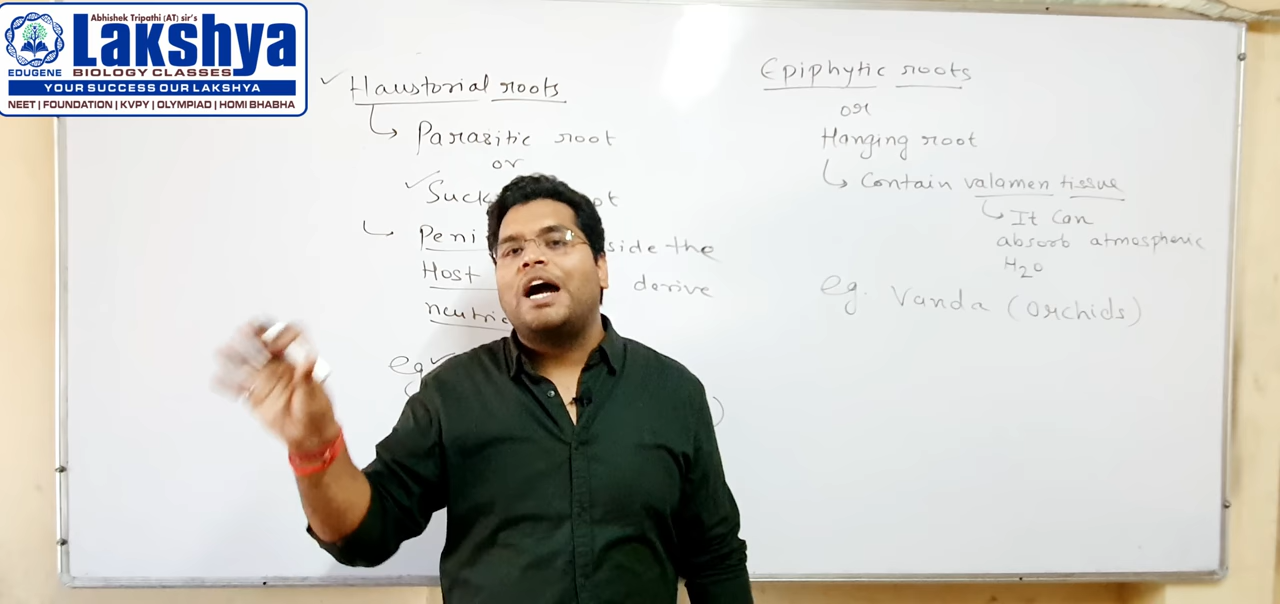 Abhishek Tripathi (AT) sir's
Lakshya
EDUGENE BIOLOGY CLASSES
YOUR SUCCESS OUR LAKSHYA
NEET | FOUNDATION | KVPY | OLYMPIAD | HOMI BHABHA
Haustorial roots
Parasitic root
or
Suck
Peni side the
Host derive
neutri
eg
Epiphytic roots
or
Hanging root
Contain valamen tissue
It can
absorb atmospheric
H2O
eg. Vanda (Orchids)